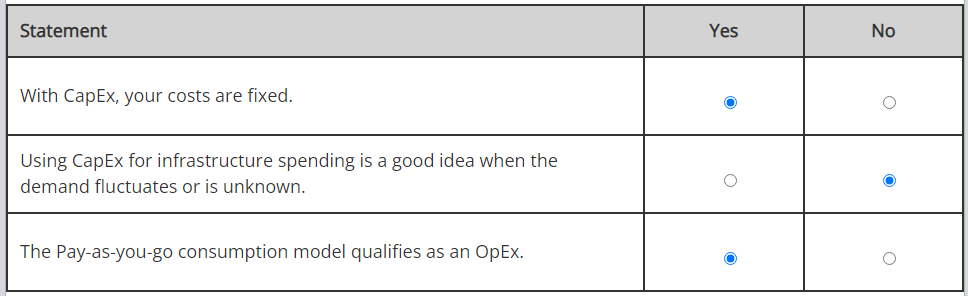 Statement Yes No
With CapEx, your costs are fixed.
Using CapEx for infrastructure spending is a good idea when the
demand fluctuates or is unknown.
The Pay-as-you-go consumption model qualifies as an OpEx.